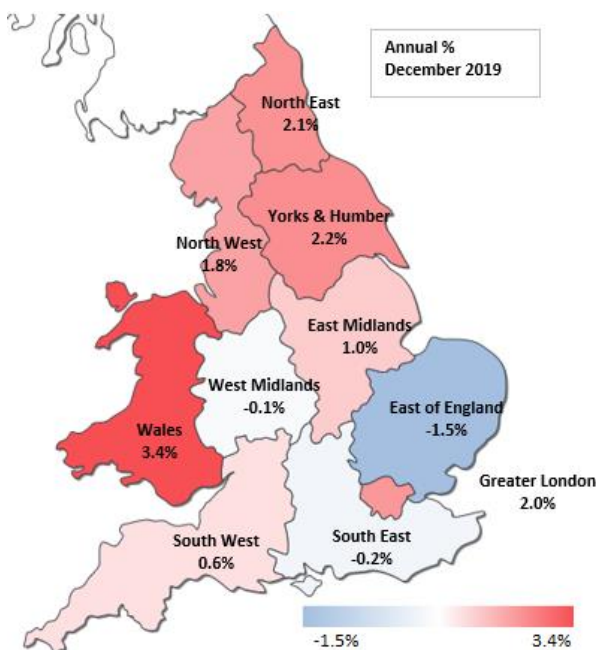 Annual %
December 2019
North East
2.1%
Yorks & Humber
2.2%
North West
1.8%
East Midlands
1.0%
West Midlands
-0.1%
East of England
-1.5%
Wales
3.4%
Greater London
2.0%
South West
0.6%
South East
-0.2%
-1.5%
3.4%